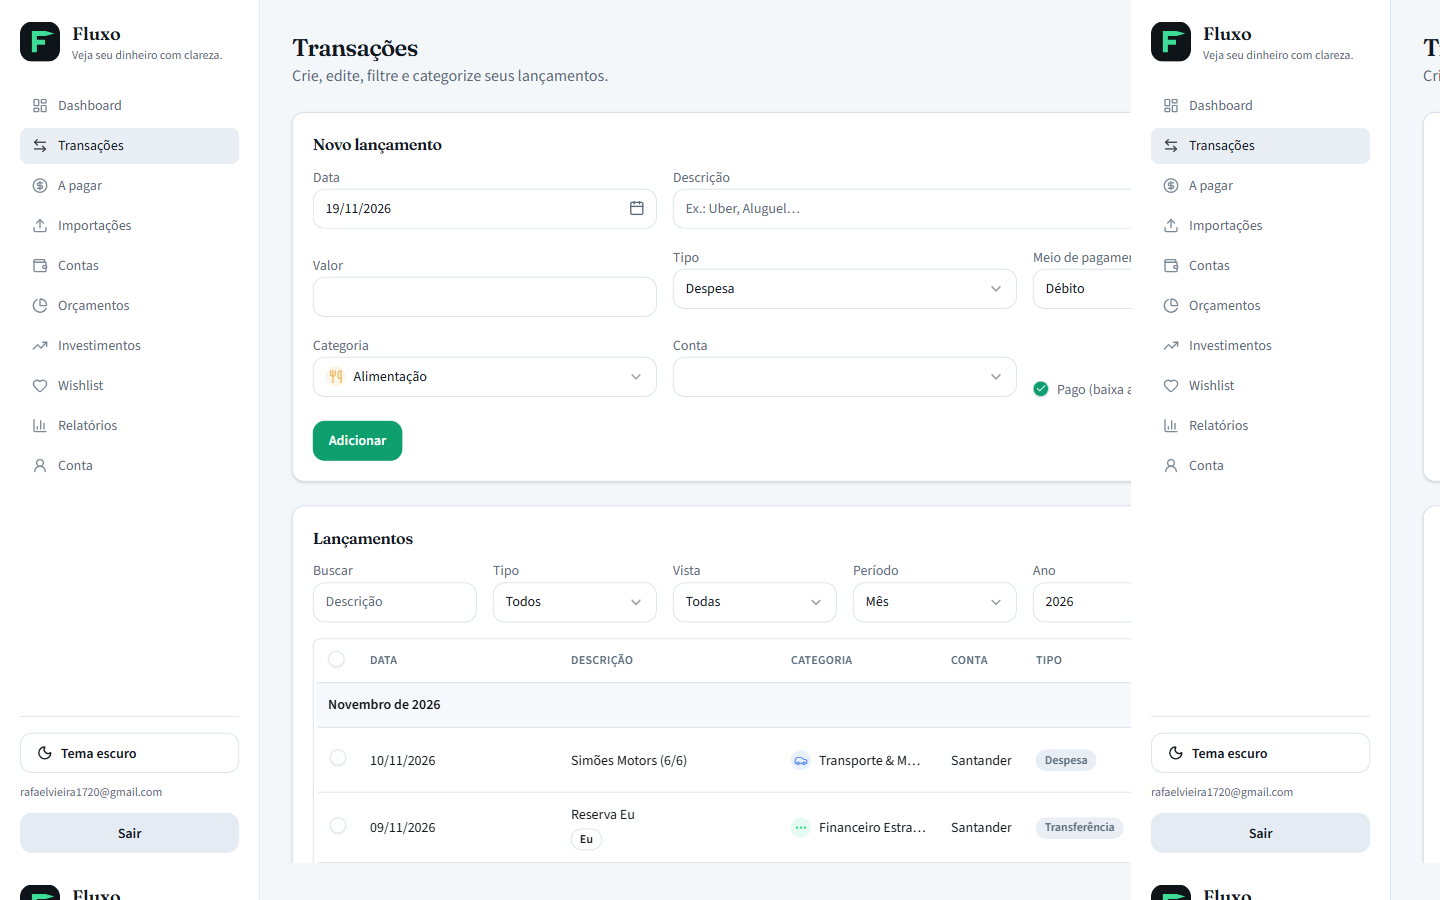 Fluxo
Veja seu dinheiro com clareza.
Dashboard
Transações
A pagar
Importações
Contas
Orçamentos
Investimentos
Wishlist
Relatórios
Conta
Tema escuro
rafaelvieira1720@gmail.com
Sair
Fluxo
Transações
Crie, edite, filtre e categorize seus lançamentos.
Novo lançamento
Data
Descrição
19/11/2026
Ex.: Uber, Aluguel...
Valor
Tipo
Meio de pagamen
Despesa
Débito
Categoria
Conta
Alimentação
Pago (baixa a
Adicionar
Lançamentos
Buscar
Tipo
Vista
Período
Ano
Descrição
Todos
Todas
Mês
2026
DATA
DESCRIÇÃO
CATEGORIA
CONTA
TIPO
Novembro de 2026
10/11/2026
Simões Motors (6/6)
Transporte & M...
Santander
Despesa
09/11/2026
Reserva Eu
Eu
Financeiro Estra...
Santander
Transferência
Fluxo
Veja seu dinheiro com clareza.
Dashboard
Transações
A pagar
Importações
Contas
Orçamentos
Investimentos
Wishlist
Relatórios
Conta
Tema escuro
rafaelvieira1720@gmail.com
Sair
Fluxo
T
Cri